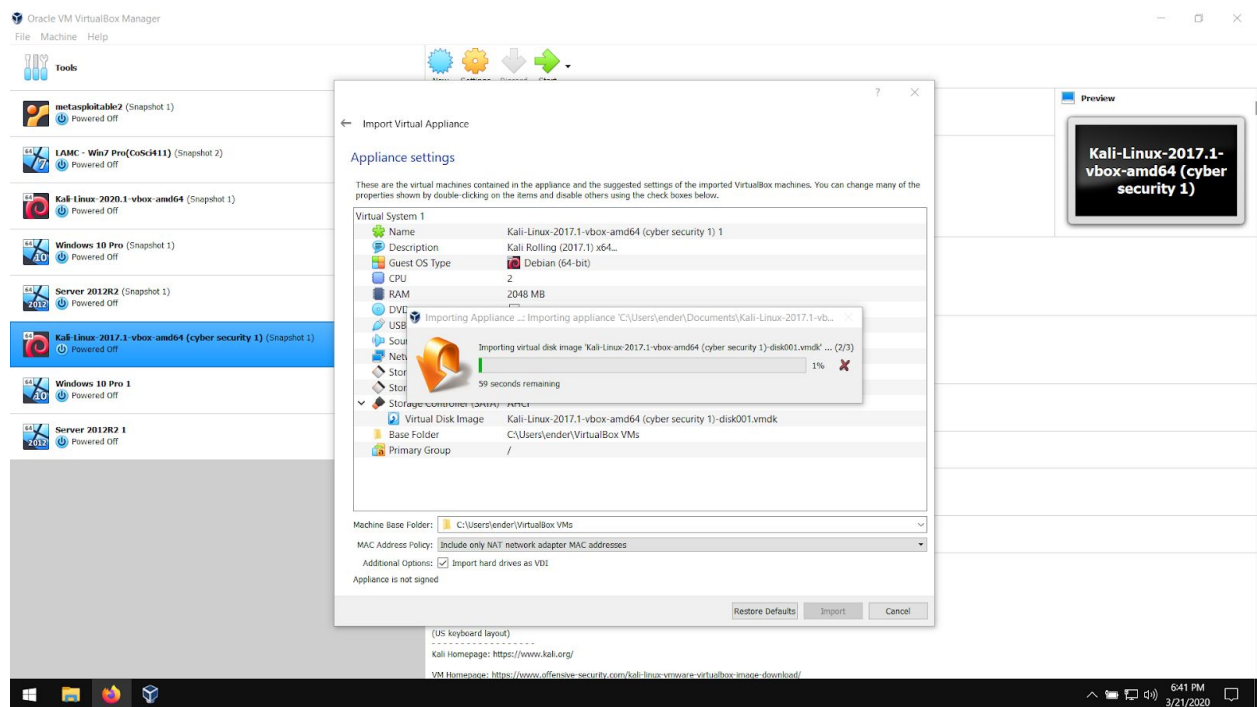 Oracle VM VirtualBox Manager
File Machine Help
Tools
metasploitable2 (Snapshot 1)
Powered Off
LAMC - Win7 Pro(CoSci411) (Snapshot 2)
Powered Off
Kali-Linux-2020.1-vbox-amd64 (Snapshot 1)
Powered Off
Windows 10 Pro (Snapshot 1)
Powered Off
Server 2012R2 (Snapshot 1)
Powered Off
Kali-Linux-2017.1-vbox-amd64 (cyber security 1) (Snapshot 1)
Powered Off
Windows 10 Pro 1
Powered Off
Server 2012R2 1
Powered Off
Import Virtual Appliance
Appliance settings
These are the virtual machines contained in the appliance and the suggested settings of the imported VirtualBox machines. You can change many of the
properties shown by double-clicking on the items and disable others using the check boxes below.
Virtual System 1
Name Kali-Linux-2017.1-vbox-amd64 (cyber security 1) 1
Description Kali Rolling (2017.1) x64...
Guest OS Type Debian (64-bit)
CPU 2
RAM 2048 MB
DVD
USB
Sou
Netw
Stor
Stor
Importing Appliance ...: Importing appliance 'C:\Users\ender\Documents\Kali-Linux-2017.1-vb...
Importing virtual disk image 'Kali-Linux-2017.1-vbox-amd64 (cyber security 1)-disk001.vmdk' ... (2/3)
1%
59 seconds remaining
Storage Controller (SATA) AHCI
Virtual Disk Image Kali-Linux-2017.1-vbox-amd64 (cyber security 1)-disk001.vmdk
Base Folder C:\Users\ender\VirtualBox VMs
Primary Group /
Machine Base Folder: C:\Users\ender\VirtualBox VMs
MAC Address Policy: Include only NAT network adapter MAC addresses
Additional Options: Import hard drives as VDI
Appliance is not signed
Restore Defaults Import Cancel
Preview
Kali-Linux-2017.1-
vbox-amd64 (cyber
security 1)
(US keyboard layout)
- - - - - - - - - - - - - - - - - - -
Kali Homepage: https://www.kali.org/
VM Homepage: https://www.offensive-security.com/kali-linux-vmware-virtualbox-image-download/
6:41 PM
3/21/2020